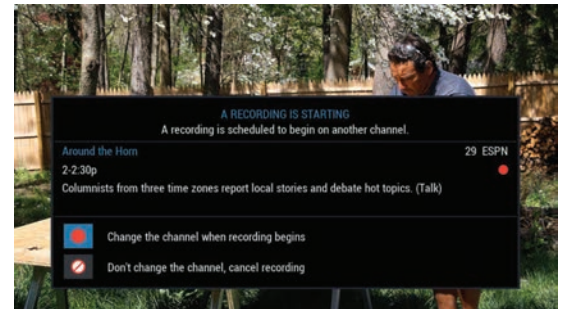 A RECORDING IS STARTING
A recording is scheduled to begin on another channel.
Around the Horn 29 ESPN
2-2:30p
Columnists from three time zones report local stories and debate hot topics. (Talk)
Change the channel when recording begins
Don't change the channel, cancel recording